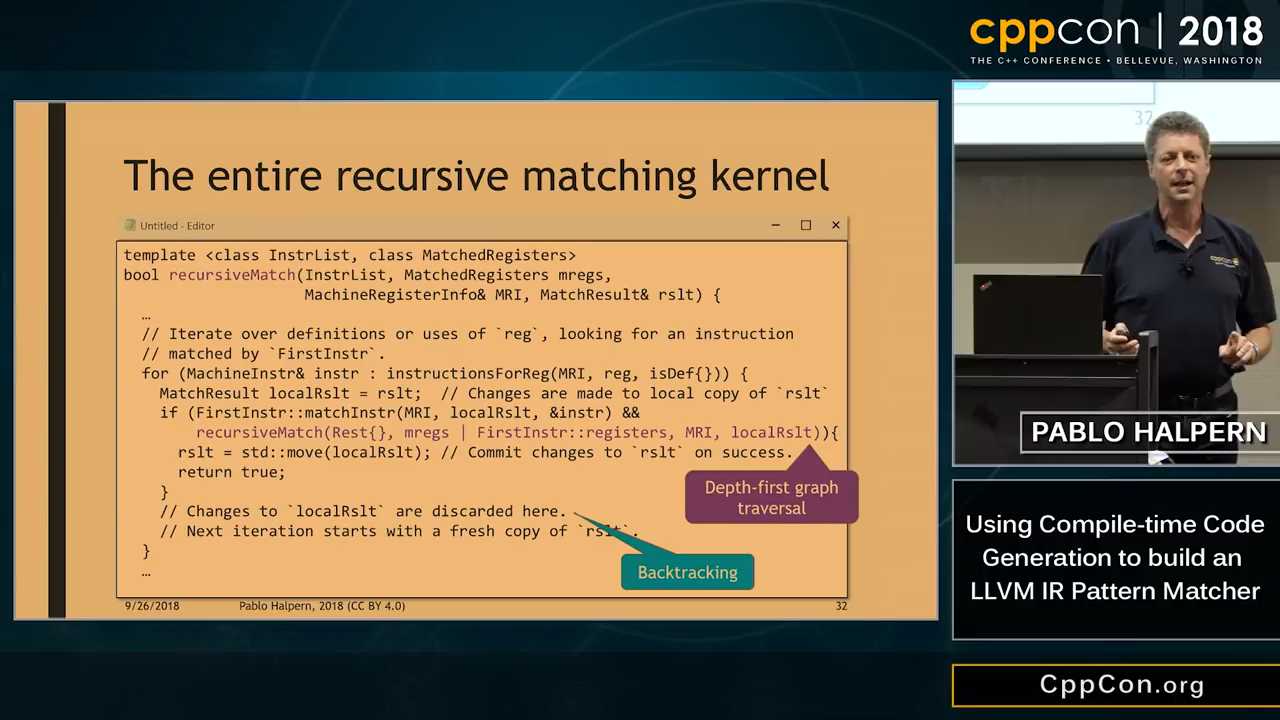 cppcon | 2018
THE C++ CONFERENCE • BELLEVUE, WASHINGTON
The entire recursive matching kernel
Untitled - Editor
template <class InstrList, class MatchedRegisters>
bool recursiveMatch(InstrList, MatchedRegisters mregs,
MachineRegisterInfo& MRI, MatchResult& rslt) {
…
// Iterate over definitions or uses of `reg`, looking for an instruction
// matched by `FirstInstr`.
for (MachineInstr& instr : instructionsForReg(MRI, reg, isDef{})) {
MatchResult localRslt = rslt;  // Changes are made to local copy of `rslt`
if (FirstInstr::matchInstr(MRI, localRslt, &instr) &&
recursiveMatch(Rest{}, mregs | FirstInstr::registers, MRI, localRslt)){
rslt = std::move(localRslt); // Commit changes to `rslt` on success.
return true;
}
// Changes to `localRslt` are discarded here.
// Next iteration starts with a fresh copy of `rslt`.
}
…
Depth-first graph
traversal
Backtracking
9/26/2018
Pablo Halpern, 2018 (CC BY 4.0)
32
32
cppcon
PABLO HALPERN
Using Compile-time Code
Generation to build an
LLVM IR Pattern Matcher
CppCon.org